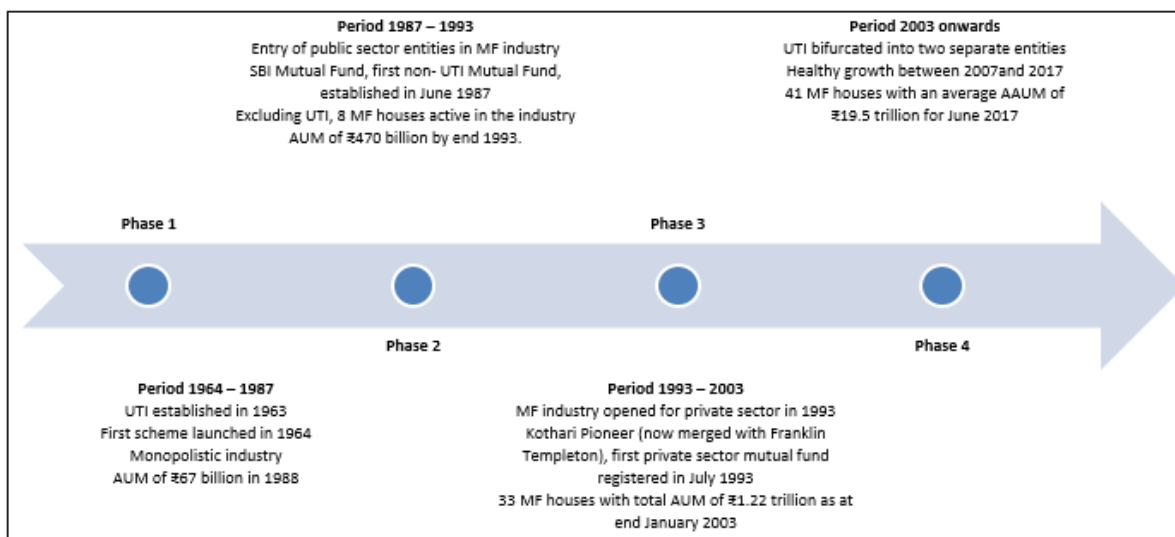 Period 1987 – 1993
Entry of public sector entities in MF industry
SBI Mutual Fund, first non- UTI Mutual Fund,
established in June 1987
Excluding UTI, 8 MF houses active in the industry
AUM of ₹470 billion by end 1993.
Period 2003 onwards
UTI bifurcated into two separate entities
Healthy growth between 2007and 2017
41 MF houses with an average AAUM of
₹19.5 trillion for June 2017
Phase 1
Phase 3
Phase 2
Phase 4
Period 1964 – 1987
UTI established in 1963
First scheme launched in 1964
Monopolistic industry
AUM of ₹67 billion in 1988
Period 1993 – 2003
MF industry opened for private sector in 1993
Kothari Pioneer (now merged with Franklin
Templeton), first private sector mutual fund
registered in July 1993
33 MF houses with total AUM of ₹1.22 trillion as at
end January 2003